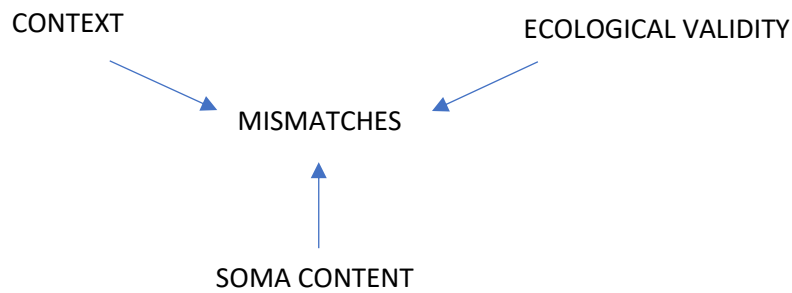 CONTEXT
ECOLOGICAL VALIDITY
MISMATCHES
SOMA CONTENT